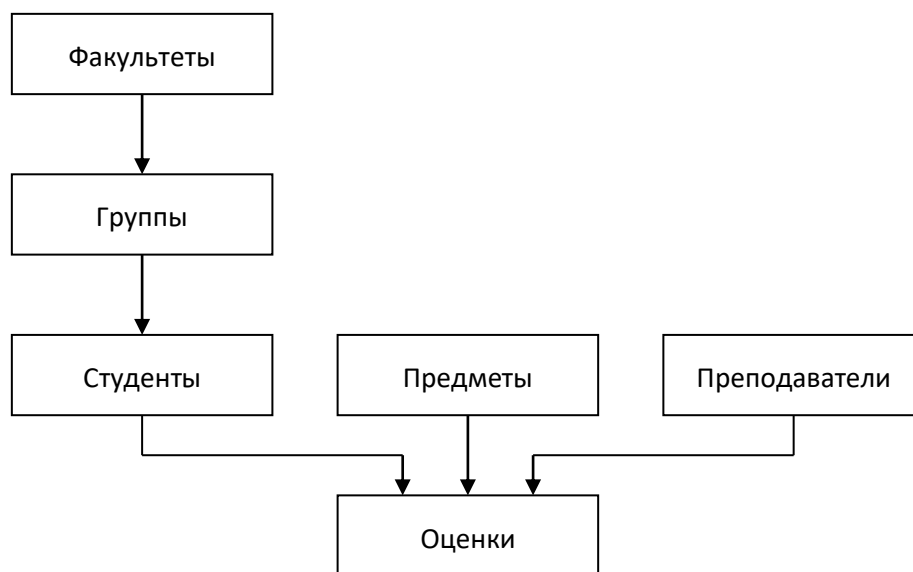 Факультеты
Группы
Студенты
Предметы
Преподаватели
Оценки